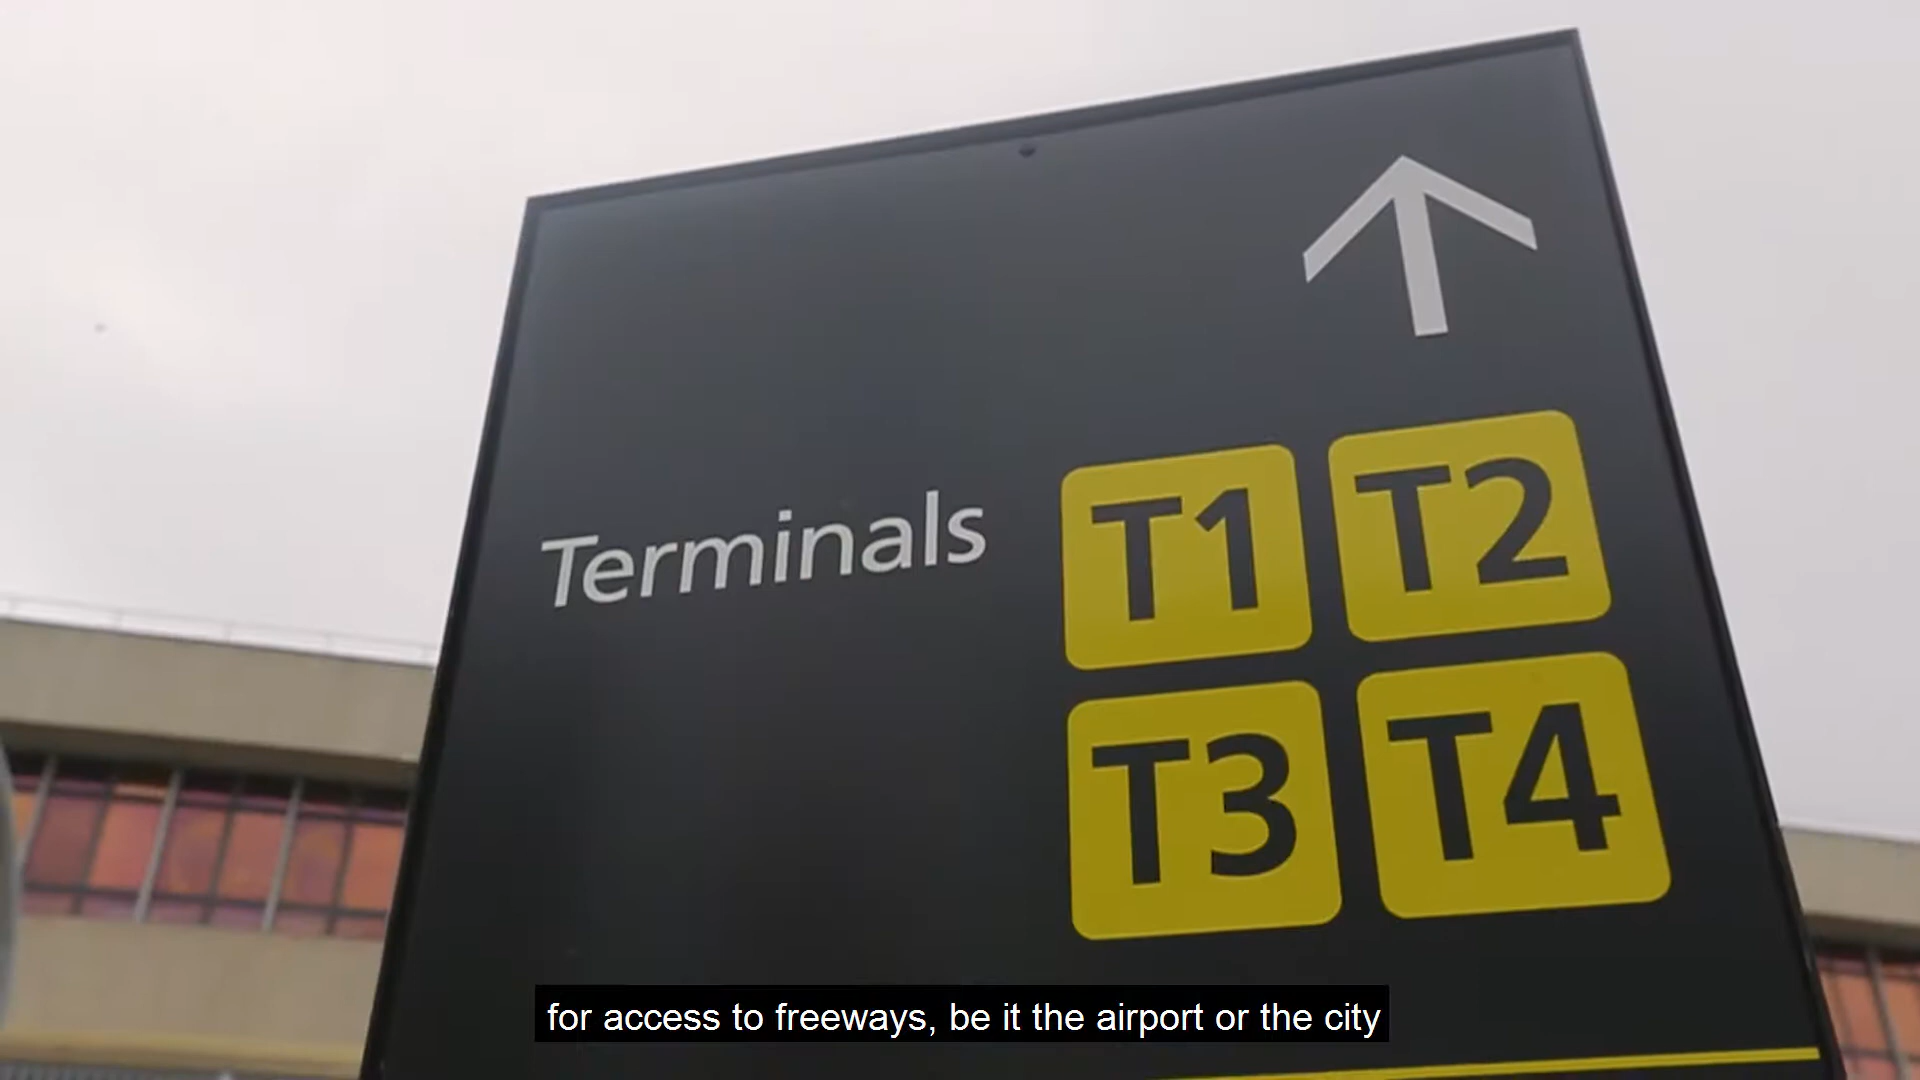 Terminals
T1 T2
T3 T4
for access to freeways, be it the airport or the city